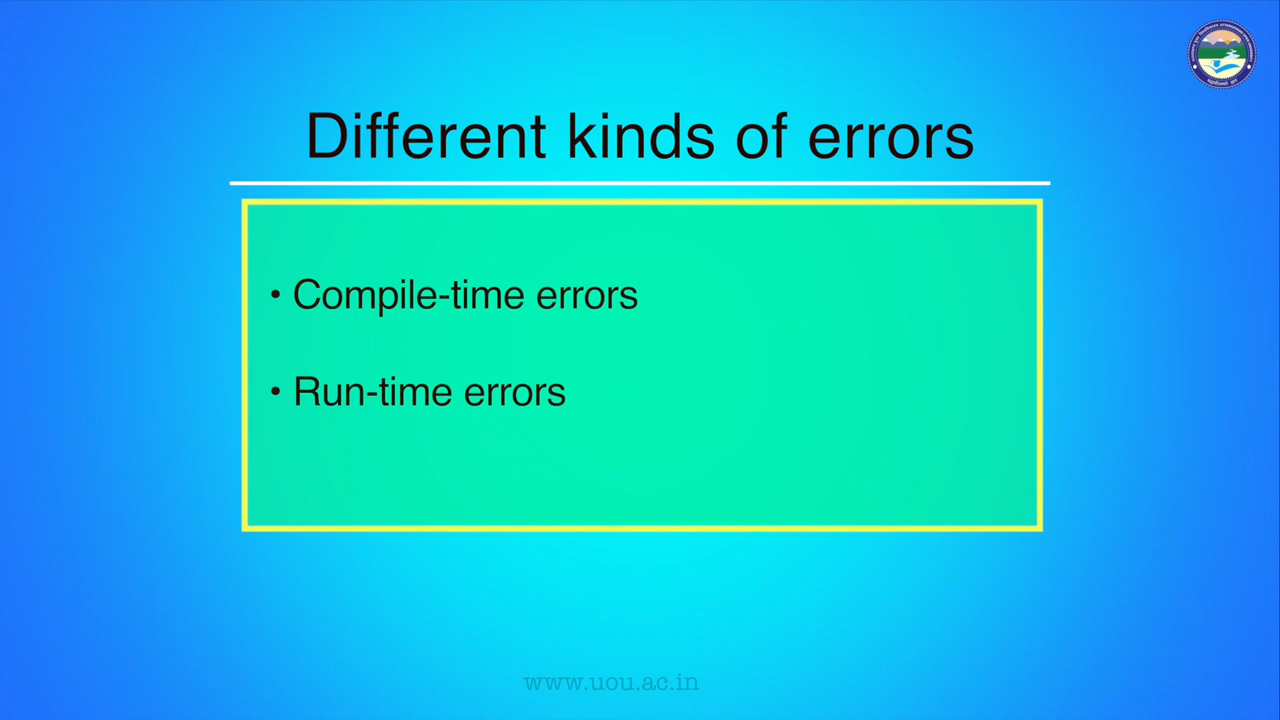 Different kinds of errors
• Compile-time errors
• Run-time errors
www.uou.ac.in